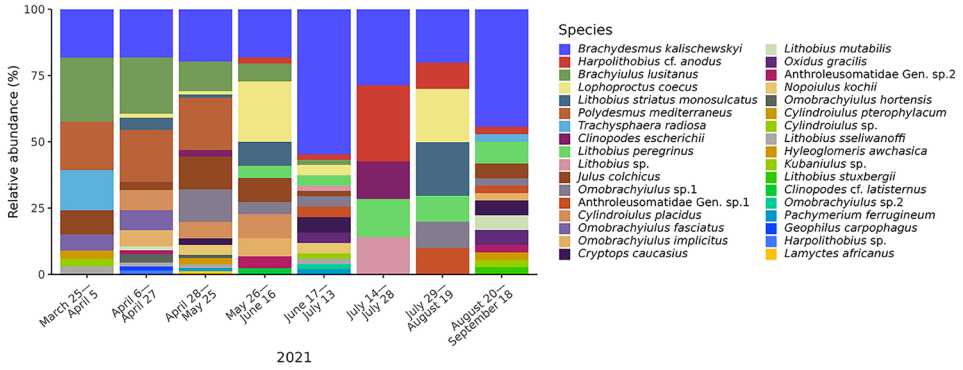 100
75
50
25
0
Relative abundance (%)
March 25—
April 5
April 6—
April 27
April 28—
May 25
May 26—
June 16
June 17—
July 13
July 14—
July 28
July 29—
August 19
August 20—
September 18
2021
Species
Brachydesmus kalischewskyi
Harpolithobius cf. anodus
Brachyiulus lusitanus
Lophoproctus coecus
Lithobius striatus monosulcatus
Polydesmus mediterraneus
Trachysphaera radiosa
Clinopodes escherichii
Lithobius peregrinus
Lithobius sp.
Julus colchicus
Omobrachyiulus sp.1
Anthroleusomatidae Gen. sp.1
Cylindroiulus placidus
Omobrachyiulus fasciatus
Omobrachyiulus implicitus
Cryptops caucasius
Lithobius mutabilis
Oxidus gracilis
Anthroleusomatidae Gen. sp.2
Nopoiulus kochii
Omobrachyiulus hortensis
Cylindroiulus pterophylacum
Cylindroiulus sp.
Lithobius sseliwanoffi
Hyleoglomeris awchasica
Kubaniulus sp.
Lithobius stuxbergii
Clinopodes cf. latisternus
Omobrachyiulus sp.2
Pachymerium ferrugineum
Geophilus carpophagus
Harpolithobius sp.
Lamyctes africanus